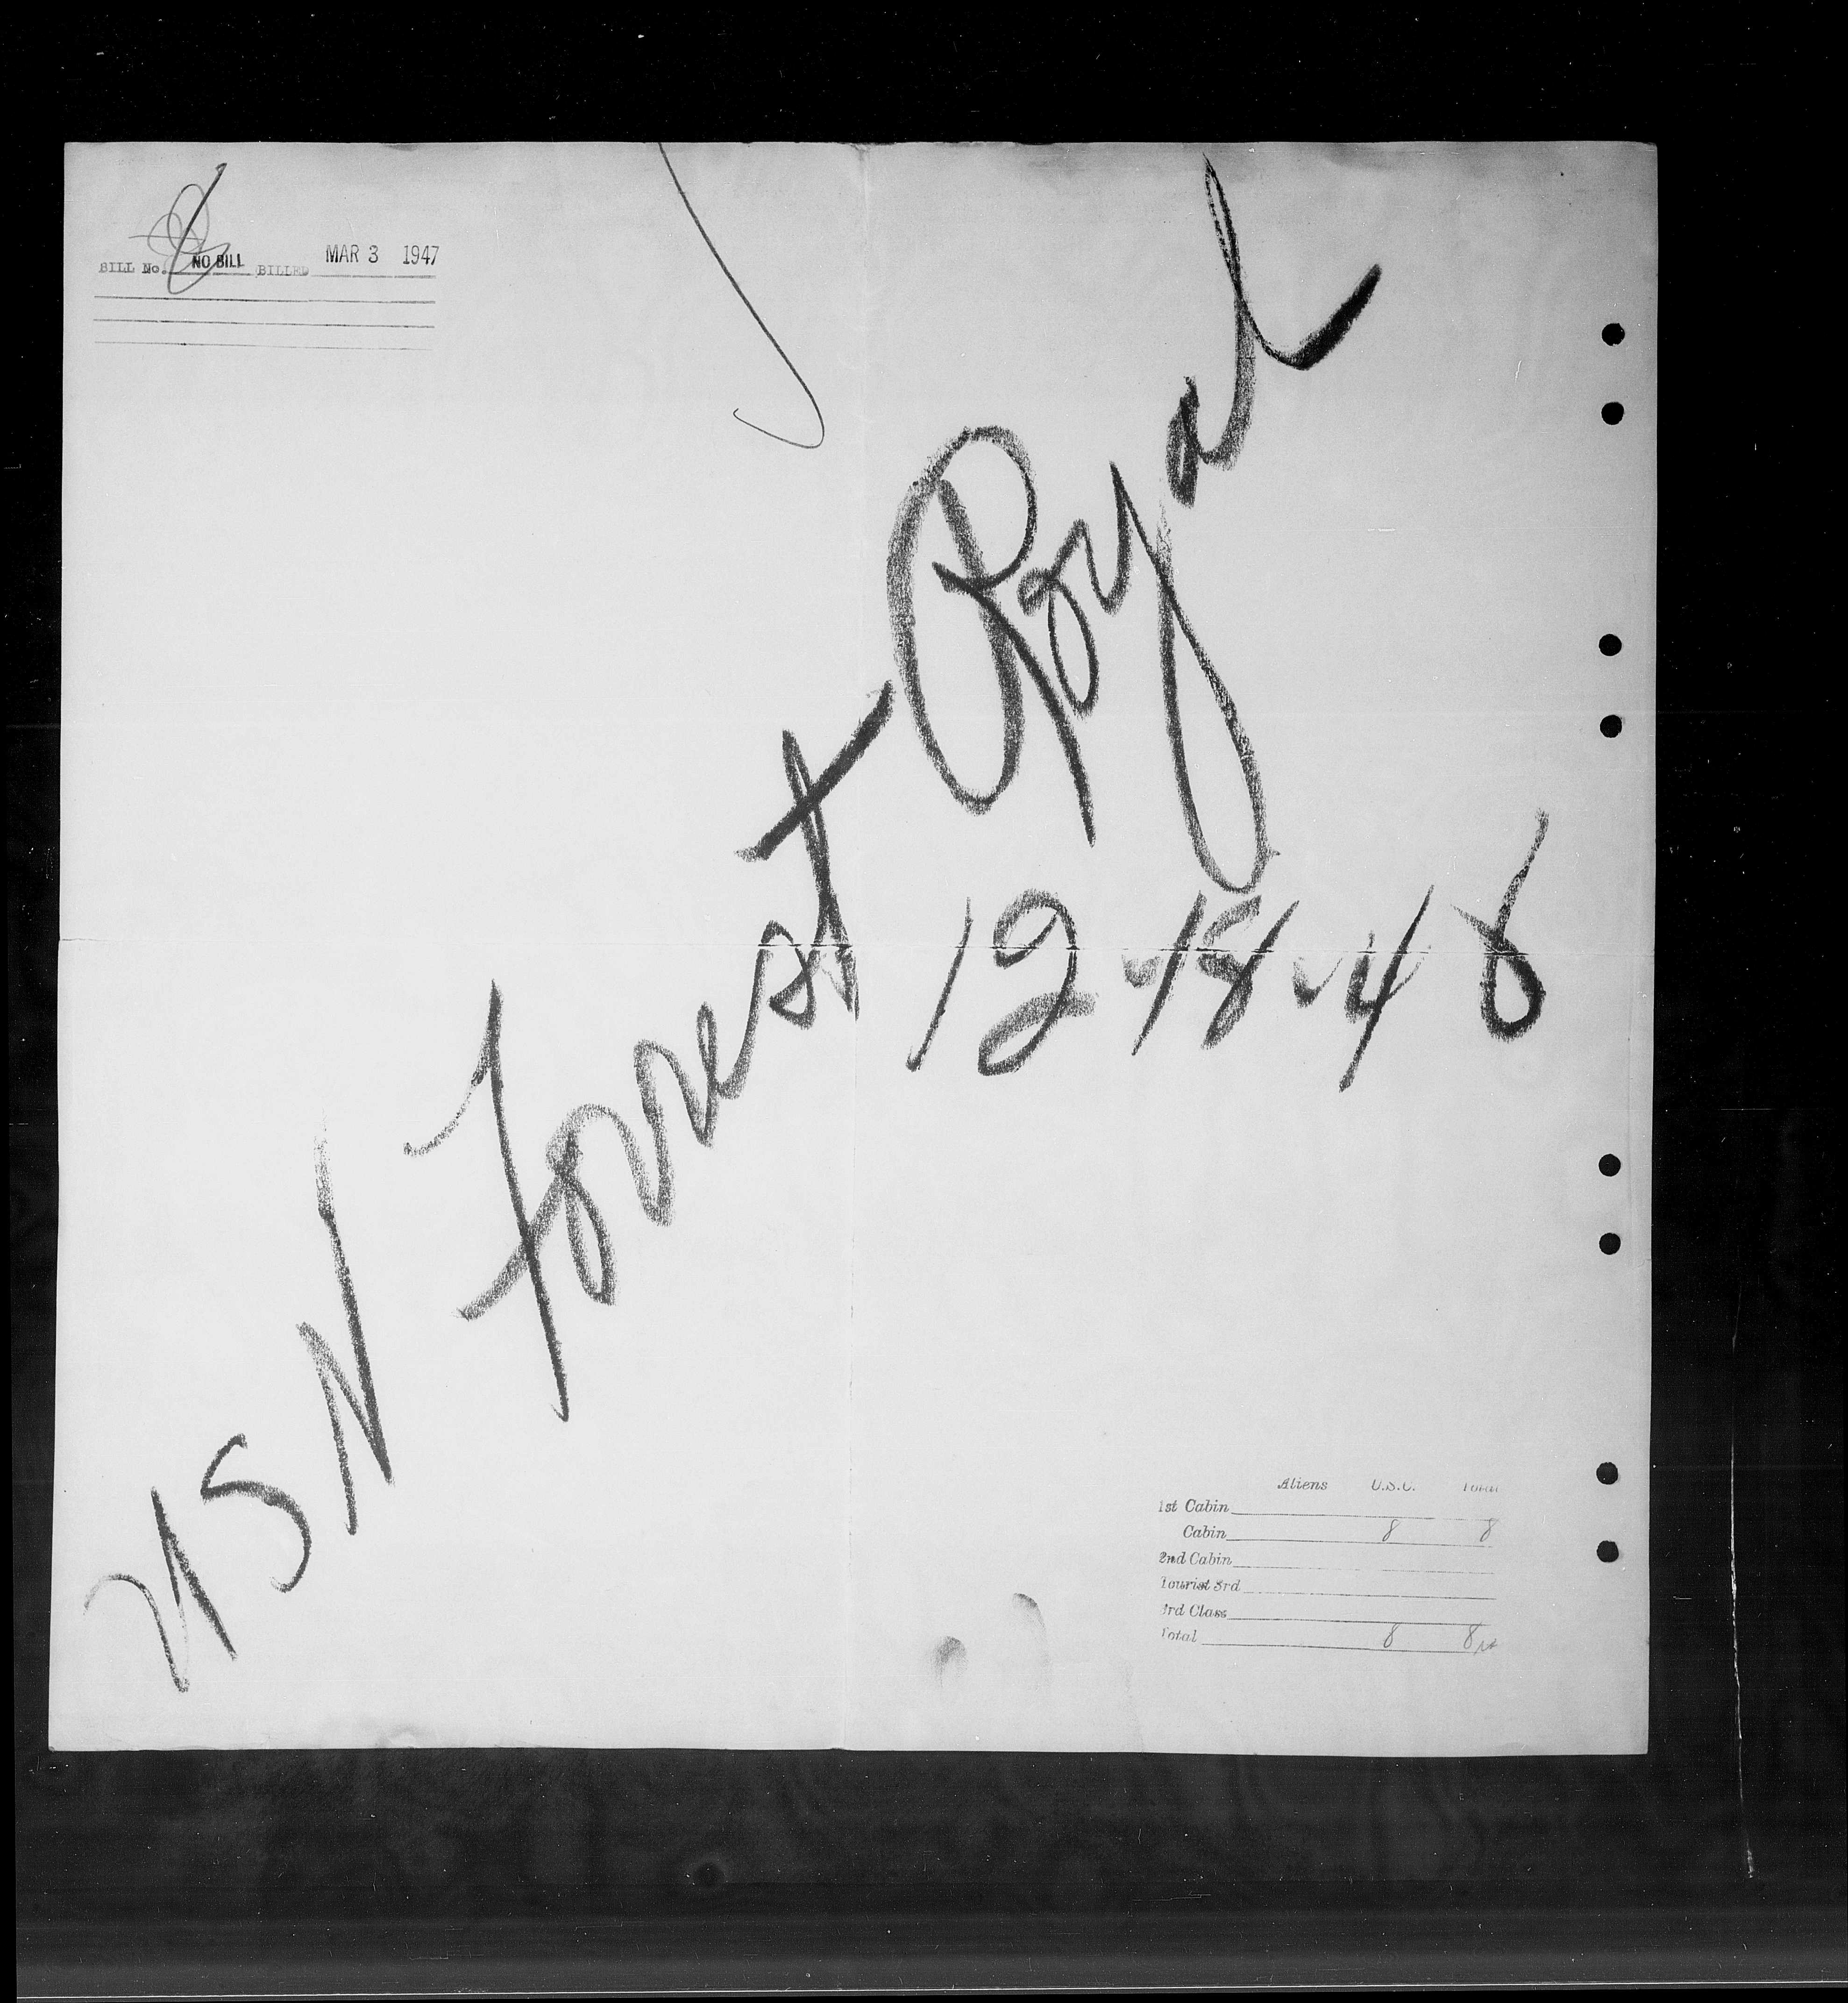 BILL No. NO BILL BILLED MAR 3 1947
USN Forrest Royal
12-18-46
Aliens U.S.C. Total
1st Cabin
Cabin 8 8
2nd Cabin
Tourist 3rd
3rd Class
Total 8 8